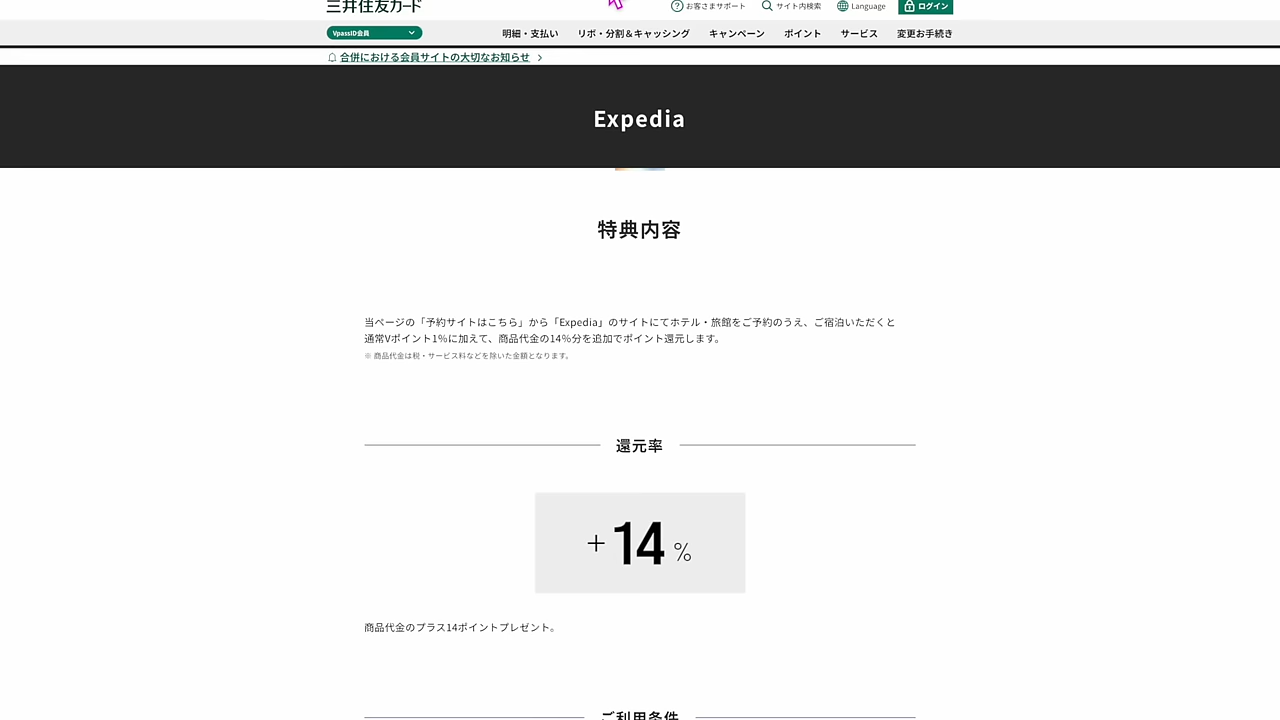 三井住友カード
お客さまサポート サイト内検索 Language ログイン
VpassID会員 明細・支払い リボ・分割&キャッシング キャンペーン ポイント サービス 変更お手続き
合併における会員サイトの大切なお知らせ
Expedia
特典内容
当ページの「予約サイトはこちら」から「Expedia」のサイトにてホテル・旅館をご予約のうえ、ご宿泊いただくと
通常Vポイント1%に加えて、商品代金の14%分を追加でポイント還元します。
※ 商品代金は税・サービス料などを除いた金額となります。
還元率
+14%
商品代金のプラス14ポイントプレゼント。
ご利用条件